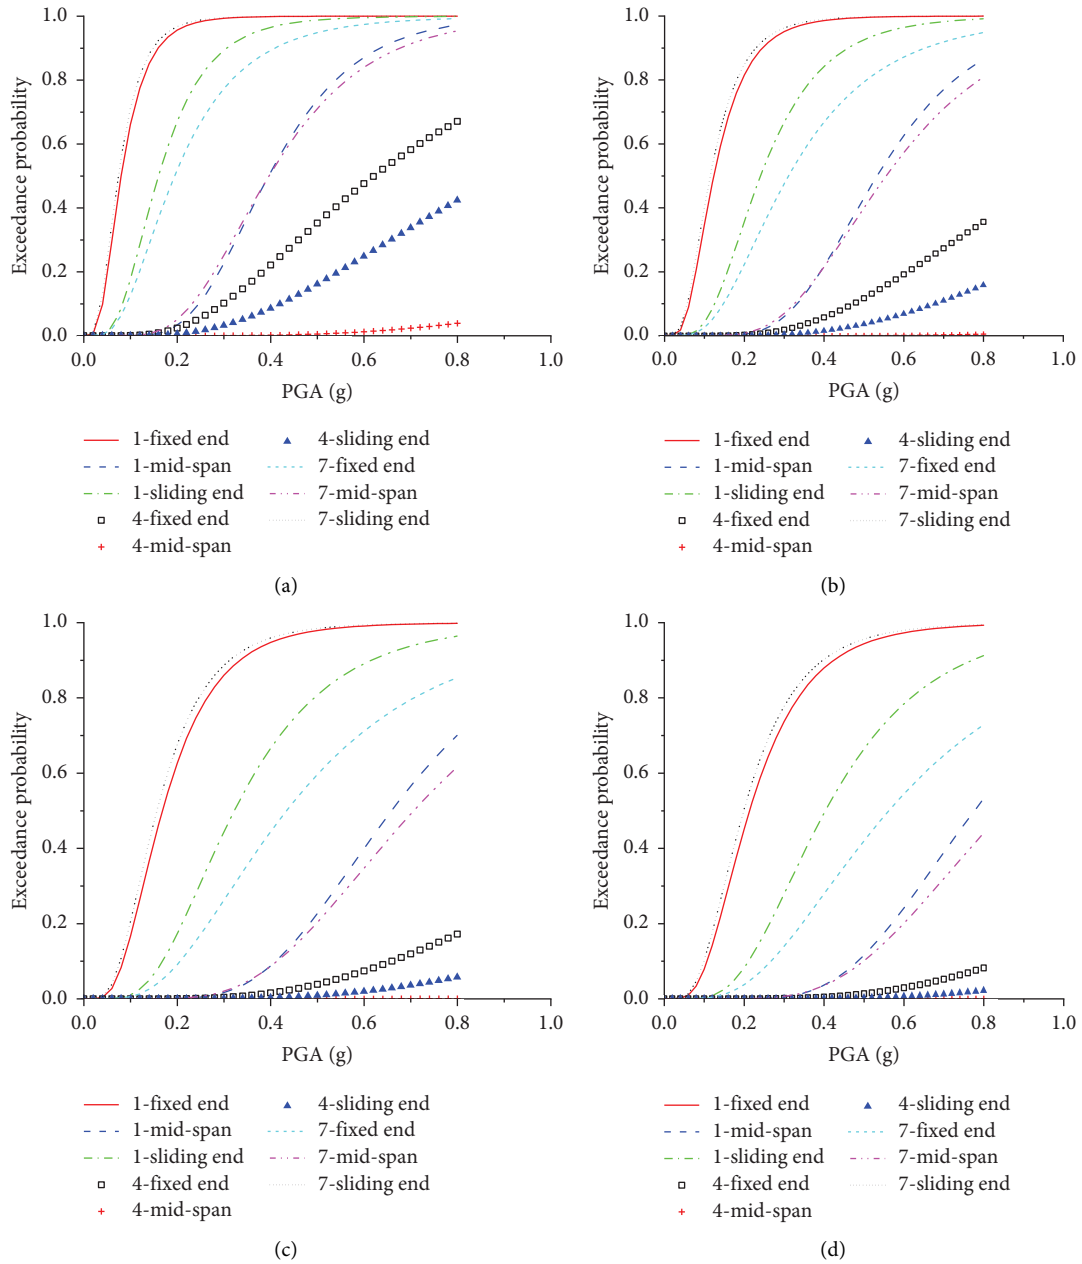 1.0
0.8
0.6
0.4
0.2
0.0
Exceedance probability
0.0 0.2 0.4 0.6 0.8 1.0
PGA (g)
1-fixed end
1-mid-span
1-sliding end
4-fixed end
4-mid-span
4-sliding end
7-fixed end
7-mid-span
7-sliding end
(a)
1.0
0.8
0.6
0.4
0.2
0.0
Exceedance probability
0.0 0.2 0.4 0.6 0.8 1.0
PGA (g)
1-fixed end
1-mid-span
1-sliding end
4-fixed end
4-mid-span
4-sliding end
7-fixed end
7-mid-span
7-sliding end
(b)
1.0
0.8
0.6
0.4
0.2
0.0
Exceedance probability
0.0 0.2 0.4 0.6 0.8 1.0
PGA (g)
1-fixed end
1-mid-span
1-sliding end
4-fixed end
4-mid-span
4-sliding end
7-fixed end
7-mid-span
7-sliding end
(c)
1.0
0.8
0.6
0.4
0.2
0.0
Exceedance probability
0.0 0.2 0.4 0.6 0.8 1.0
PGA (g)
1-fixed end
1-mid-span
1-sliding end
4-fixed end
4-mid-span
4-sliding end
7-fixed end
7-mid-span
7-sliding end
(d)